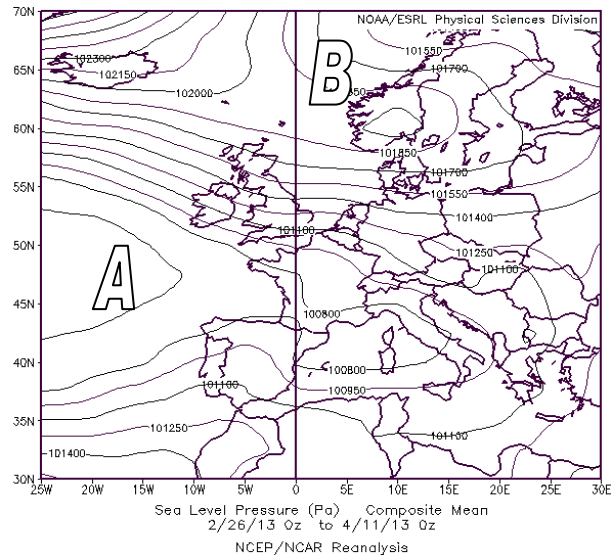 NOAA/ESRL Physical Sciences Division
70N
65N
60N
55N
50N
45N
40N
35N
30N
102300
102150
102000
B
101550
101700
101850
101700
101550
101400
101250
101100
101100
A
100800
100800
100950
101100
101100
101250
101400
25W
20W
15W
10W
5W
0
5E
10E
15E
20E
25E
30E
Sea Level Pressure (Pa) Composite Mean
2/26/13 0z to 4/11/13 0z
NCEP/NCAR Reanalysis